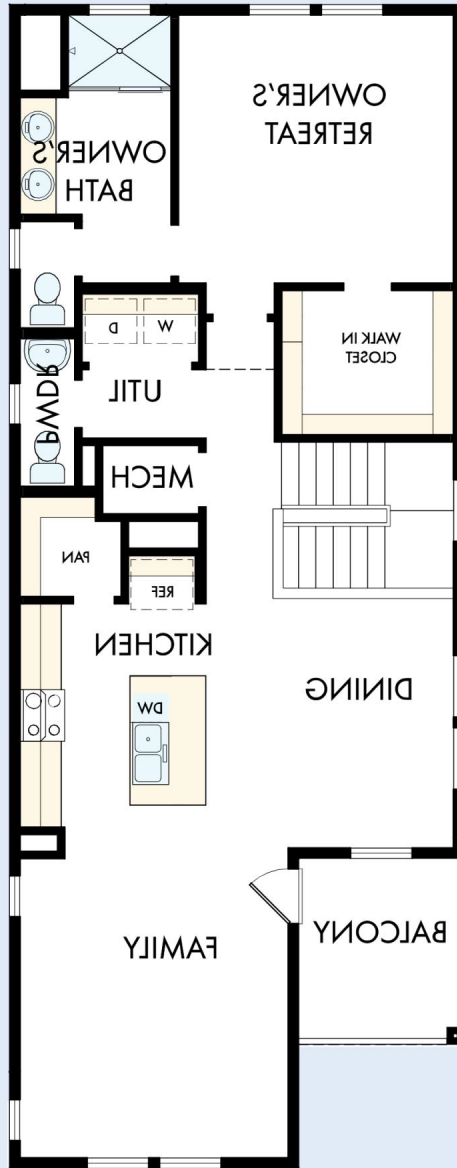 OWNER'S
RETREAT
OWNER'S
BATH
WALK IN
CLOSET
D
W
UTIL
PWDR
MECH
PAN
REF
KITCHEN
DINING
DW
FAMILY
BALCONY